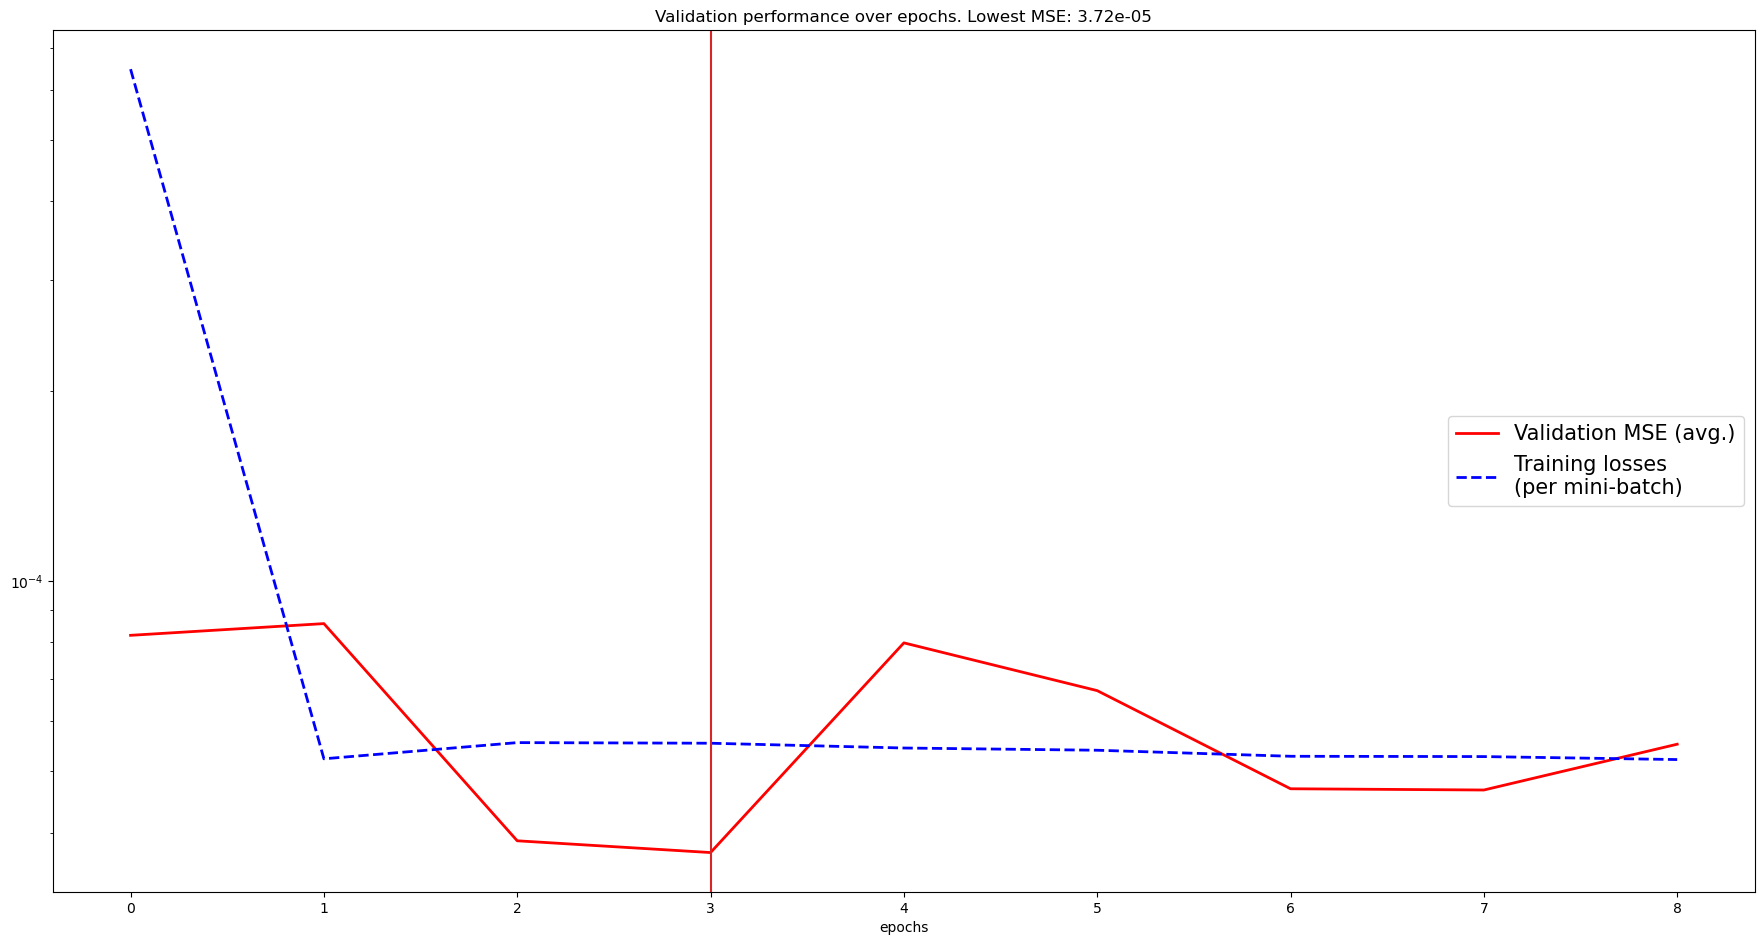 Validation performance over epochs. Lowest MSE: 3.72e-05
Validation MSE (avg.)
Training losses
(per mini-batch)
10⁻⁴
0 1 2 3 4 5 6 7 8
epochs